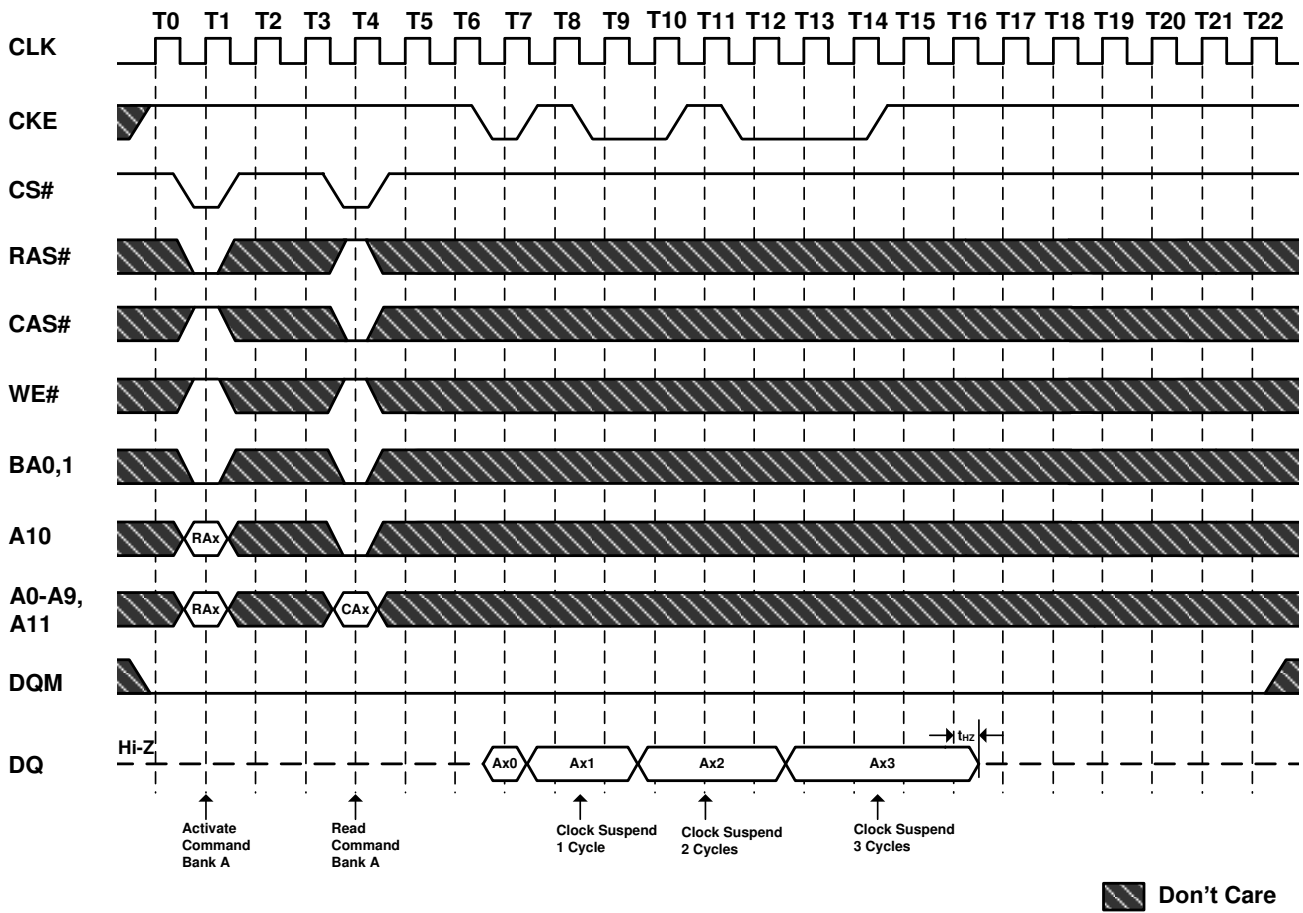 T0 T1 T2 T3 T4 T5 T6 T7 T8 T9 T10 T11 T12 T13 T14 T15 T16 T17 T18 T19 T20 T21 T22
CLK
CKE
CS#
RAS#
CAS#
WE#
BA0,1
A10
RAx
A0-A9,
A11
RAx
CAx
DQM
tHZ
Hi-Z
DQ
Ax0
Ax1
Ax2
Ax3
Activate
Command
Bank A
Read
Command
Bank A
Clock Suspend
1 Cycle
Clock Suspend
2 Cycles
Clock Suspend
3 Cycles
Don't Care